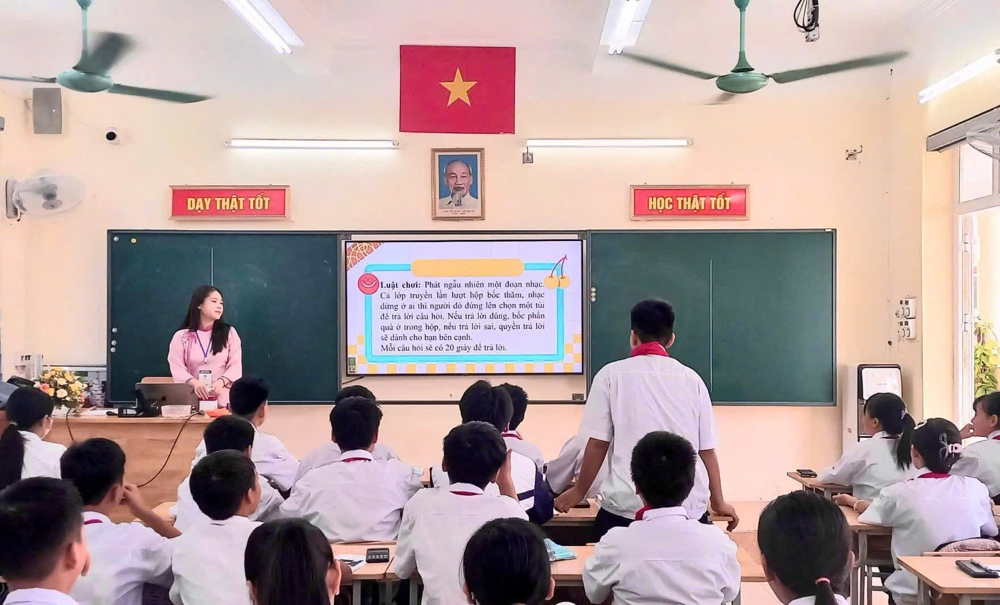 DẠY THẬT TỐT
HỌC THẬT TỐT
Luật chơi: Phát ngẫu nhiên một đoạn nhạc.
Cả lớp truyền lần lượt hộp bốc thăm, nhạc
dừng ở ai thì người đó đứng lên chọn một túi
để trả lời câu hỏi. Nếu trả lời đúng, bốc phần
quà ở trong hộp, nếu trả lời sai, quyền trả lời
sẽ dành cho bạn bên cạnh.
Mỗi câu hỏi sẽ có 20 giây để trả lời.